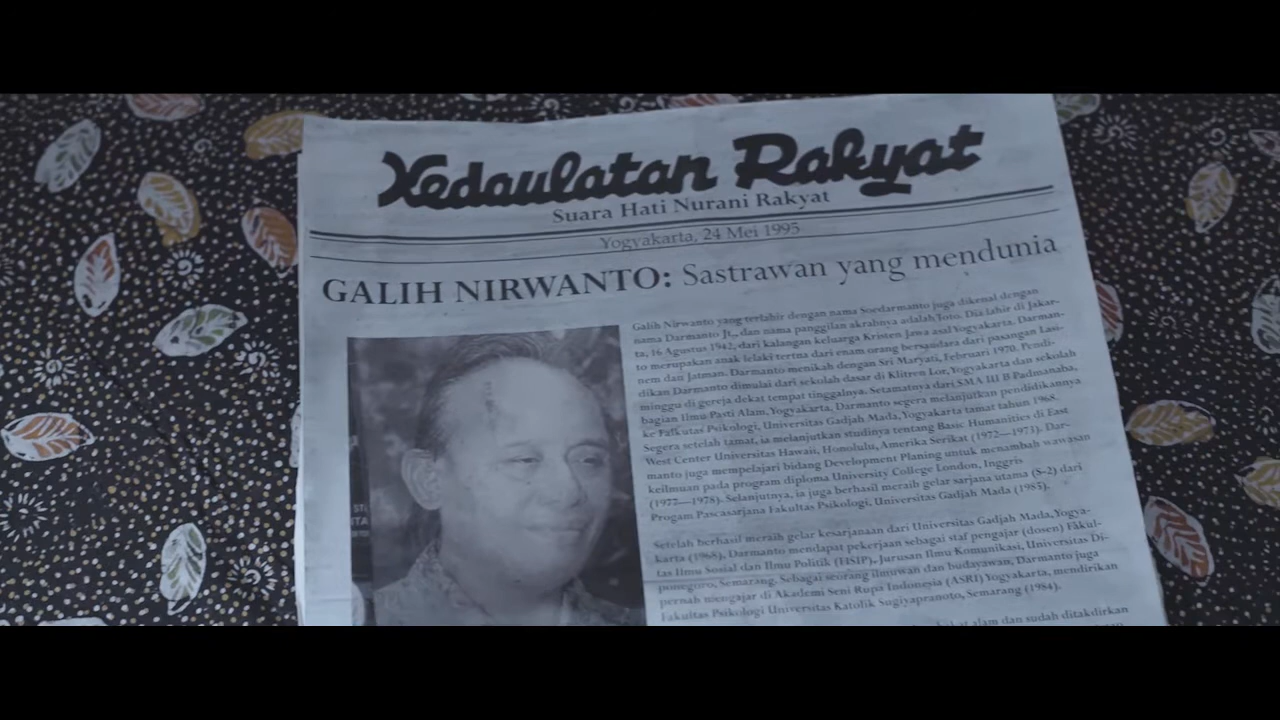 Kedaulatan Rakyat
Suara Hati Nurani Rakyat
Yogyakarta, 24 Mei 1995
GALIH NIRWANTO: Sastrawan yang mendunia
Galih Nirwanto yang terlahir dengan nama Soedarmanto juga dikenal dengan
nama Darmanto Jt., dan nama panggilan akrabnya adalah Joto. Dia lahir di Jakar-
ta, 16 Agustus 1942, dari kalangan keluarga Kristen Jawa asal Yogyakarta. Darman-
to merupakan anak lelaki tertua dari enam orang bersaudara dari pasangan Lasi-
nem dan Jatman. Darmanto menikah dengan Sri Maryati, Februari 1970. Pendi-
dikan Darmanto dimulai dari sekolah dasar di Klitren Lor, Yogyakarta dan sekolah
minggu di gereja dekat tempat tinggalnya. Setamatnya dari SMA III B Padmanaba,
bagian Ilmu Pasti Alam, Yogyakarta, Darmanto segera melanjutkan pendidikannya
ke Falkutas Psikologi, Universitas Gadjah Mada, Yogyakarta tamat tahun 1968.
Segera setelah tamat, ia melanjutkan studinya tentang Basic Humanities di East
West Center Universitas Hawaii, Honolulu, Amerika Serikat (1972—1973). Dar-
manto juga mempelajari bidang Development Planing untuk menambah wawasan
keilmuan pada program diploma University College London, Inggris
(1977—1978). Selanjutnya, ia juga berhasil meraih gelar sarjana utama (S-2) dari
Progam Pascasarjana Fakultas Psikologi, Universitas Gadjah Mada (1985).
Setelah berhasil meraih gelar kesarjanaan dari Universitas Gadjah Mada, Yogya-
karta (1968), Darmanto mendapat pekerjaan sebagai staf pengajar (dosen) Fakul-
tas Ilmu Sosial dan Ilmu Politik (FISIP), Jurusan Ilmu Komunikasi, Universitas Di-
ponegoro, Semarang. Sebagai seorang ilmuwan dan budayawan, Darmanto juga
pernah mengajar di Akademi Seni Rupa Indonesia (ASRI) Yogyakarta, mendirikan
Fakultas Psikologi Universitas Katolik Sugiyapranoto, Semarang (1984).
alam dan sudah ditakdirkan